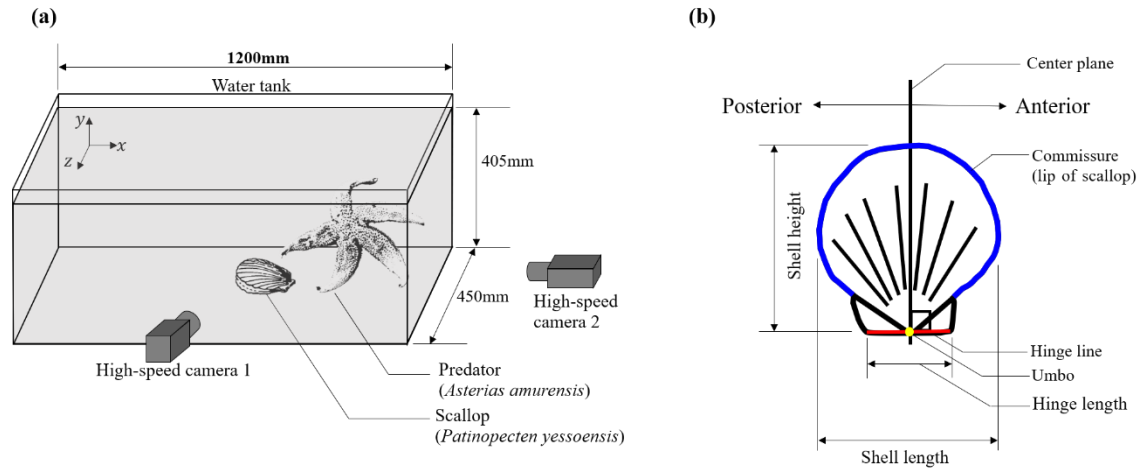 (a)
1200mm
Water tank
y
x
z
405mm
450mm
High-speed
camera 2
High-speed camera 1
Predator
(Asterias amurensis)
Scallop
(Patinopecten yessoensis)
(b)
Center plane
Posterior
Anterior
Commissure
(lip of scallop)
Shell height
Hinge line
Umbo
Hinge length
Shell length